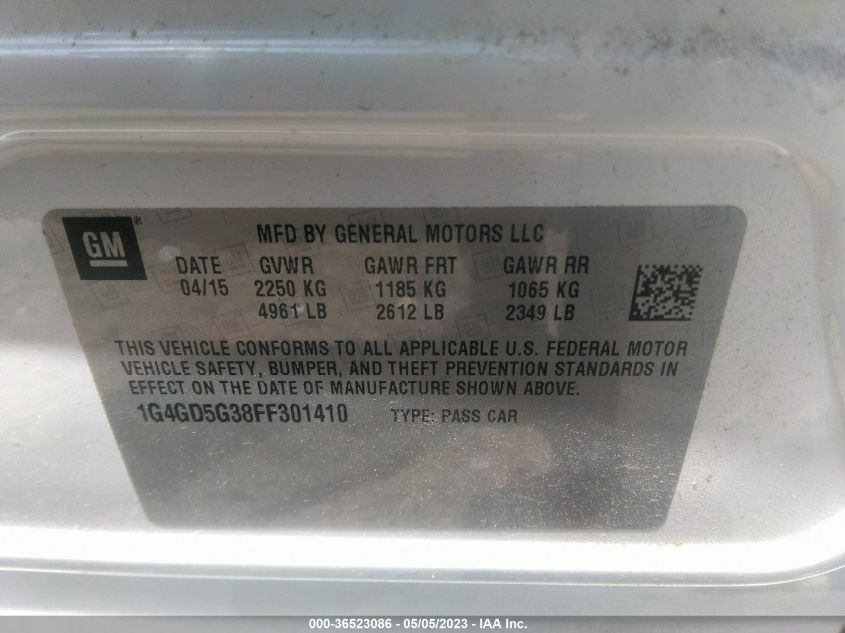 GM
MFD BY GENERAL MOTORS LLC
DATE GVWR GAWR FRT GAWR RR
04/15 2250 KG 1185 KG 1065 KG
4961 LB 2612 LB 2349 LB
THIS VEHICLE CONFORMS TO ALL APPLICABLE U.S. FEDERAL MOTOR
VEHICLE SAFETY, BUMPER, AND THEFT PREVENTION STANDARDS IN
EFFECT ON THE DATE OF MANUFACTURE SHOWN ABOVE.
1G4GD5G38FF301410 TYPE: PASS CAR
000-36523086 - 05/05/2023 - IAA Inc.